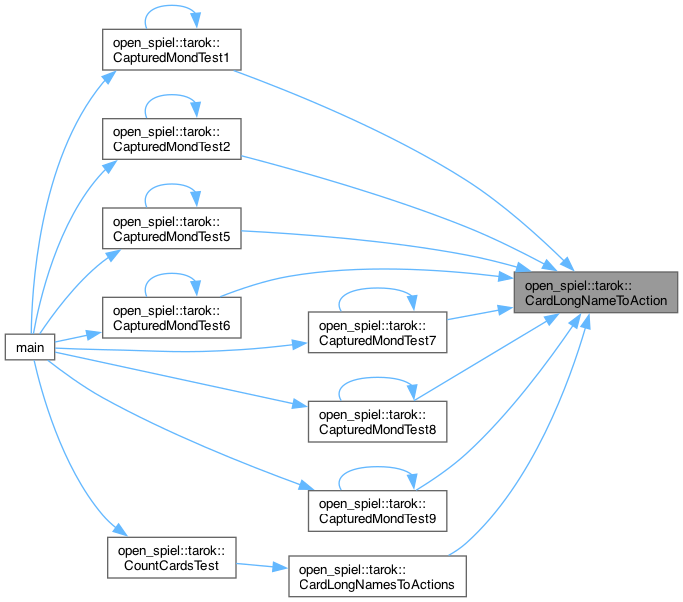 open_spiel::tarok::
CapturedMondTest1
open_spiel::tarok::
CapturedMondTest2
open_spiel::tarok::
CapturedMondTest5
open_spiel::tarok::
CapturedMondTest6
main
open_spiel::tarok::
CapturedMondTest7
open_spiel::tarok::
CapturedMondTest8
open_spiel::tarok::
CapturedMondTest9
open_spiel::tarok::
CountCardsTest
open_spiel::tarok::
CardLongNamesToActions
open_spiel::tarok::
CardLongNameToAction